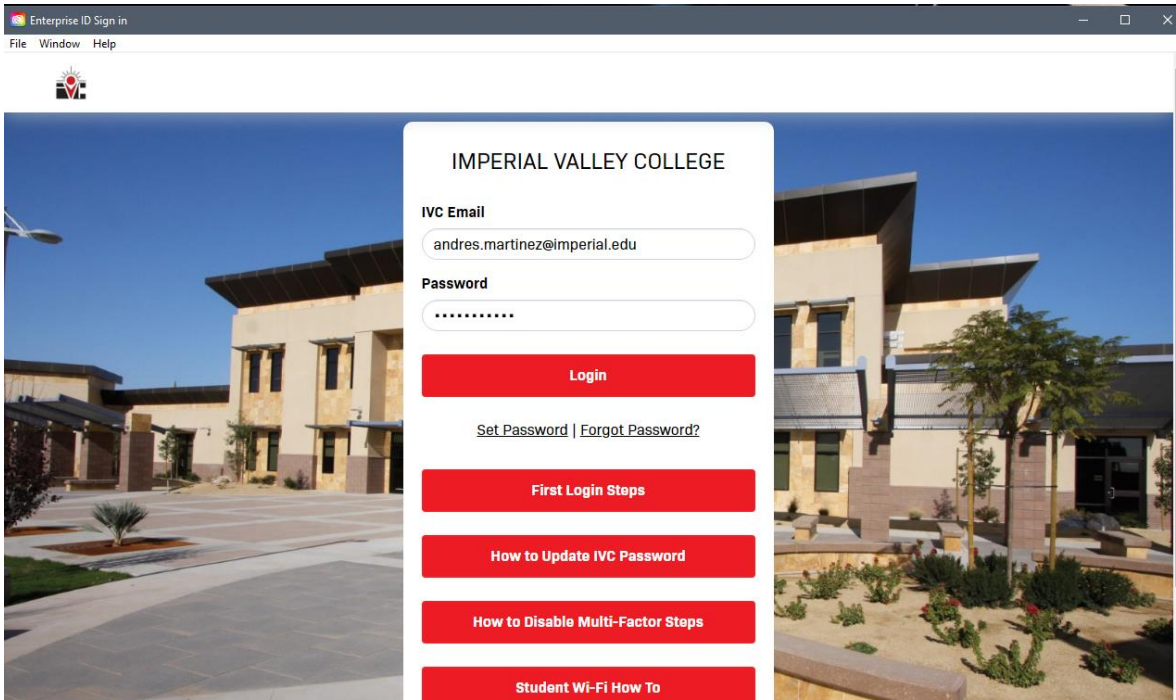 Enterprise ID Sign in
File Window Help
IVC
IMPERIAL VALLEY COLLEGE
IVC Email
andres.martinez@imperial.edu
Password
•••••••••••
Login
Set Password | Forgot Password?
First Login Steps
How to Update IVC Password
How to Disable Multi-Factor Steps
Student Wi-Fi How To